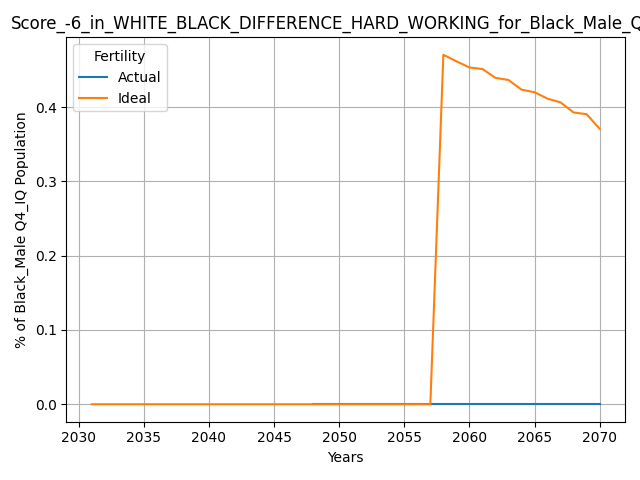 Score_-6_in_WHITE_BLACK_DIFFERENCE_HARD_WORKING_for_Black_Male_Q
Fertility
Actual
Ideal
% of Black_Male Q4_IQ Population
0.4
0.3
0.2
0.1
0.0
2030 2035 2040 2045 2050 2055 2060 2065 2070
Years